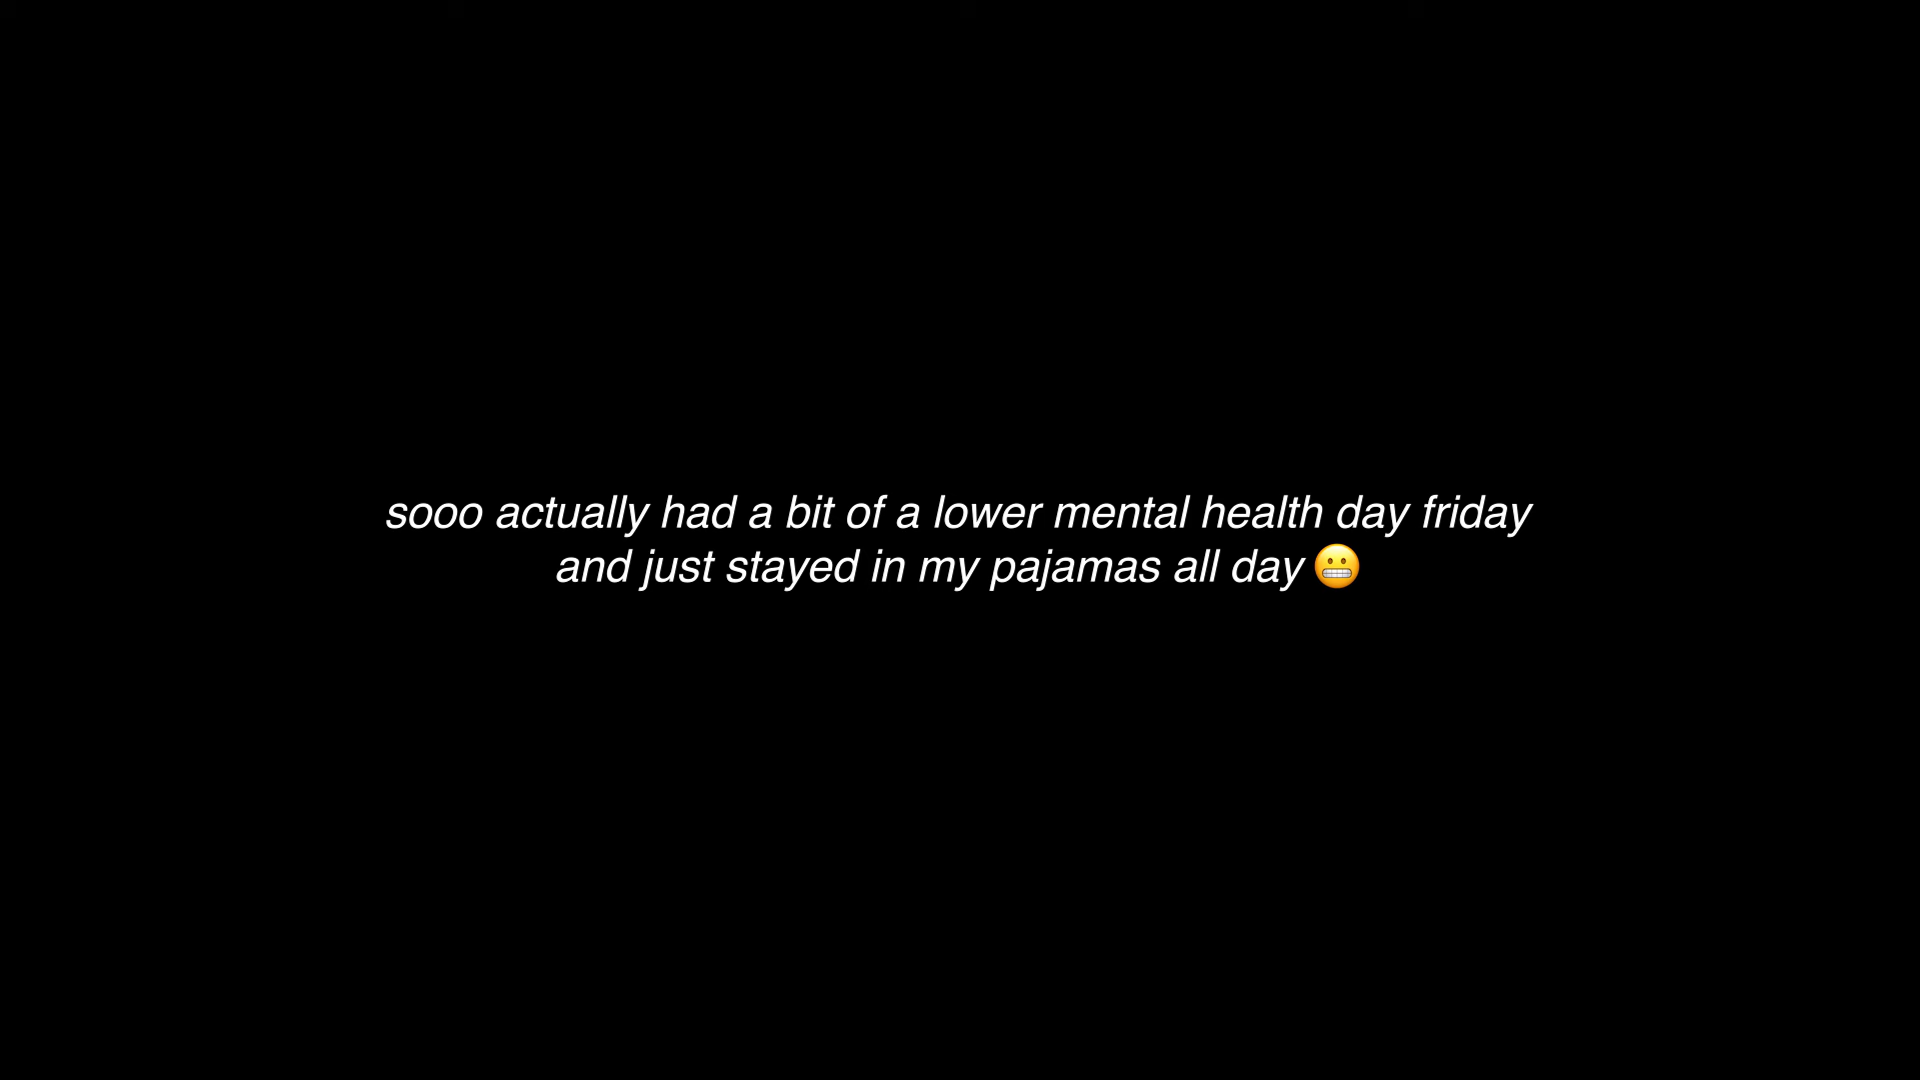 sooo actually had a bit of a lower mental health day friday
and just stayed in my pajamas all day 😬